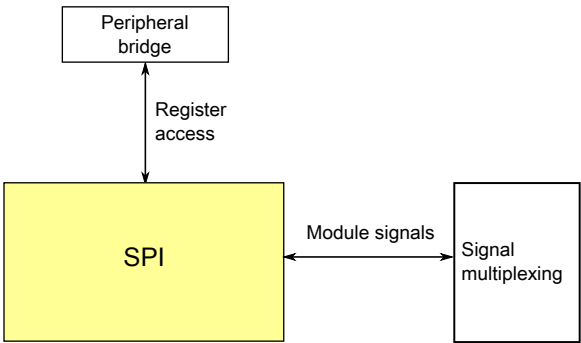 Peripheral
bridge
Register
access
SPI
Module signals
Signal
multiplexing